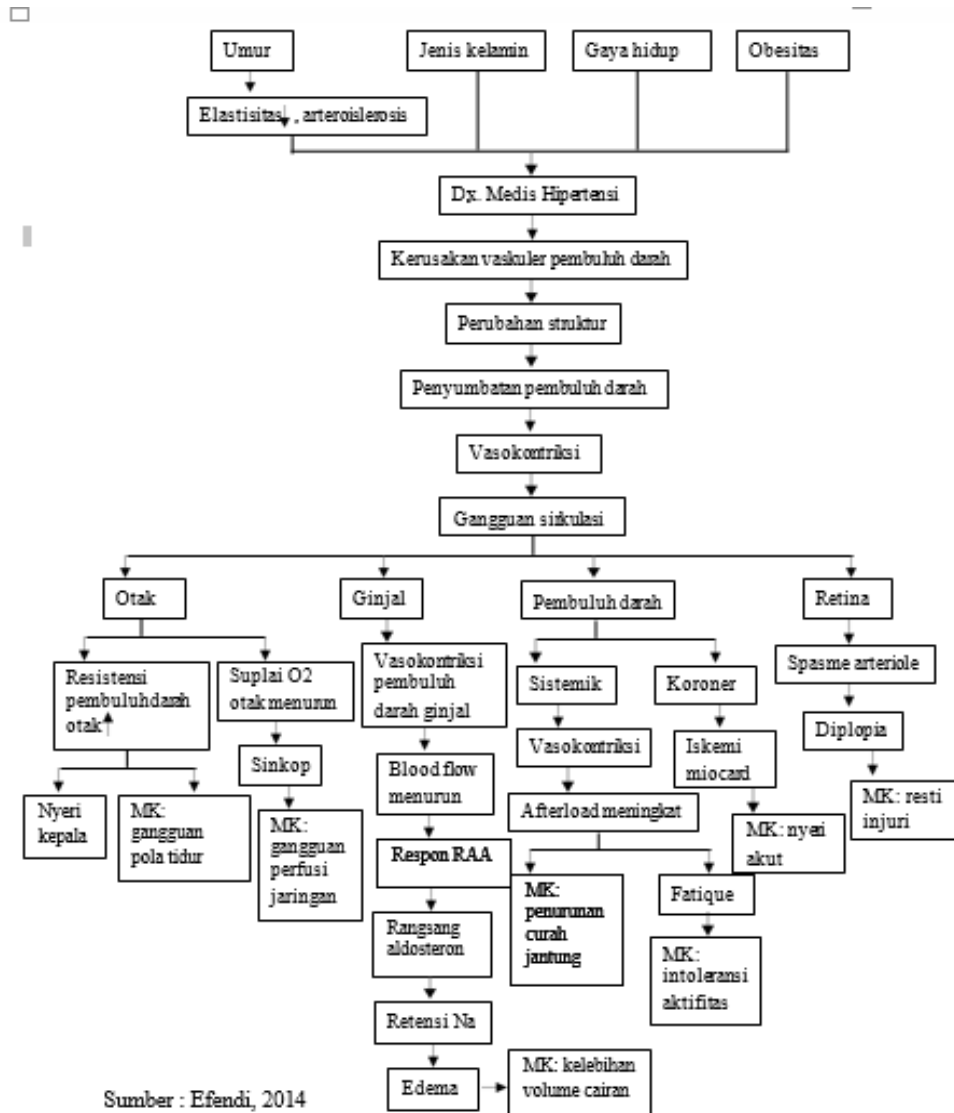 Umur
Jenis kelamin
Gaya hidup
Obesitas
Elastisitas , arteroislerosis
Dx. Medis Hipertensi
Kerusakan vaskuler pembuluh darah
Perubahan struktur
Penyumbatan pembuluh darah
Vasokontriksi
Gangguan sirkulasi
Otak
Ginjal
Pembuluh darah
Retina
Resistensi
pembuluh darah
otak
Suplai O2
otak menurun
Vasokontriksi
pembuluh
darah ginjal
Sistemik
Koroner
Spasme arteriole
Sinkop
Blood flow
menurun
Vasokontriksi
Iskemi
miocard
Diplopia
Nyeri
kepala
MK:
gangguan
pola tidur
MK:
gangguan
perfusi
jaringan
Respon RAA
Afterload meningkat
MK: nyeri
akut
MK: resti
injuri
Rangsang
aldosteron
MK:
penurunan
curah
jantung
Fatique
MK:
intoleransi
aktifitas
Retensi Na
Edema
MK: kelebihan
volume cairan
Sumber : Efendi, 2014